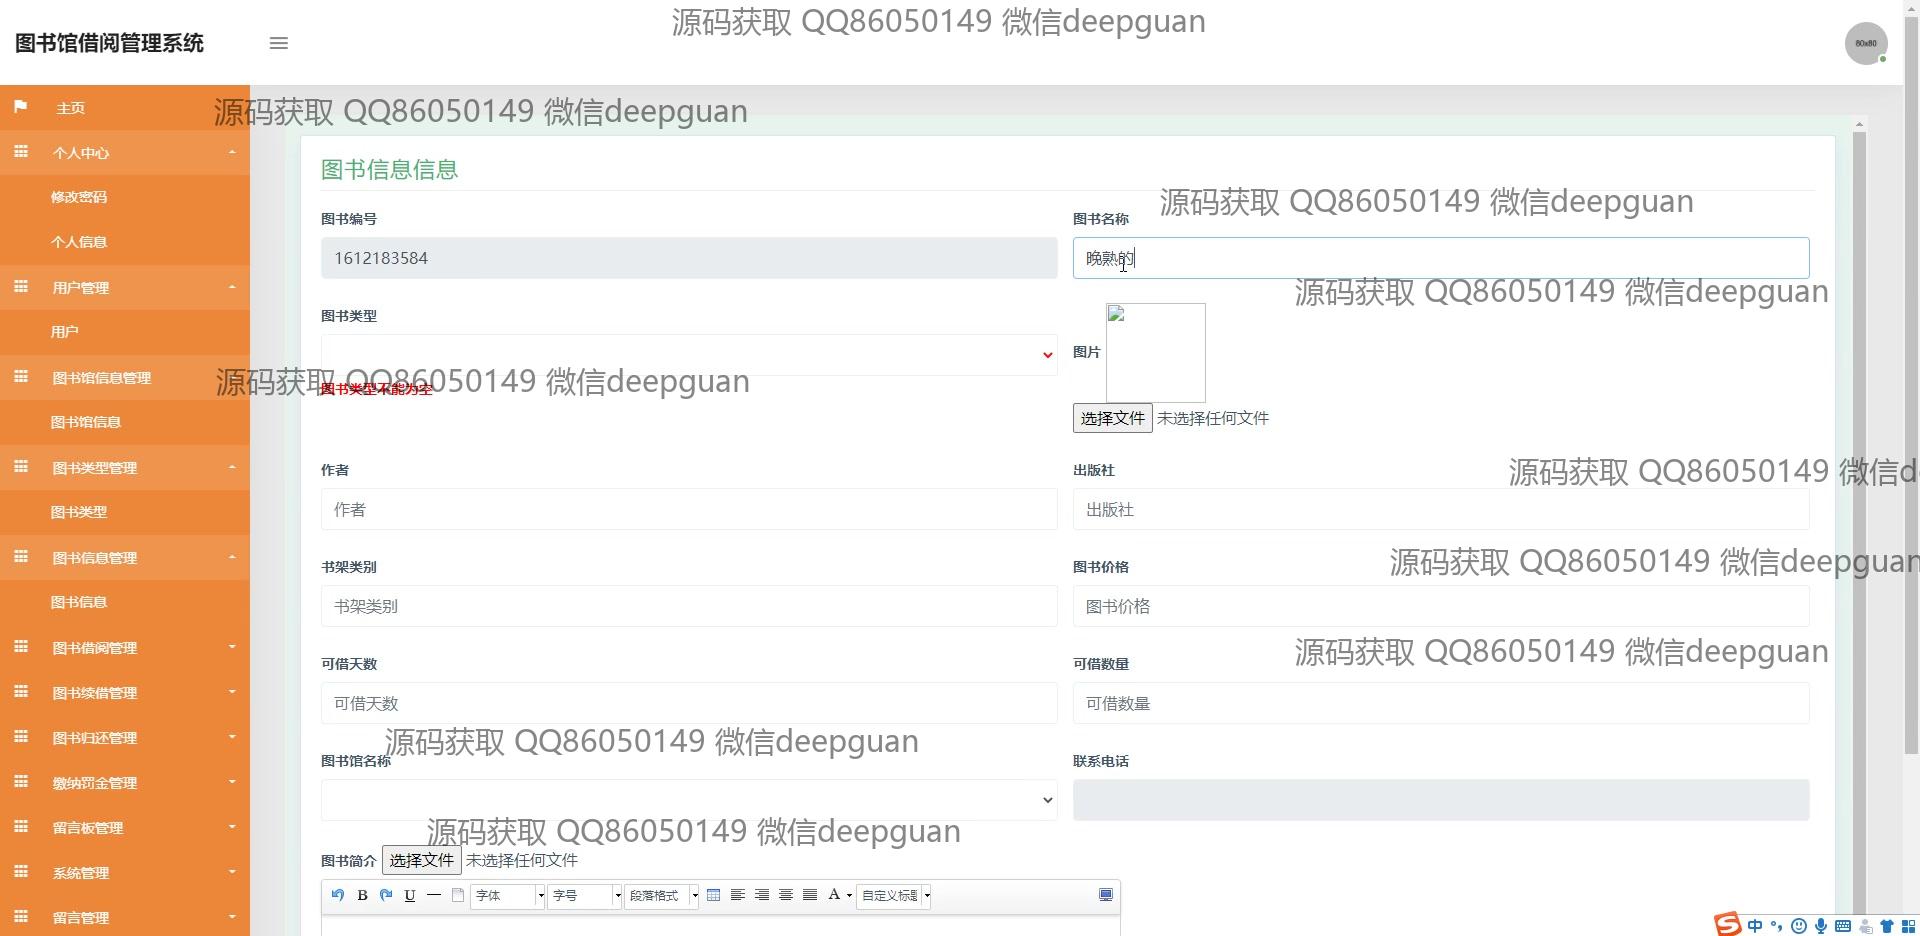 源码获取 QQ86050149 微信deepguan
图书馆借阅管理系统
80x80
主页
源码获取 QQ86050149 微信deepguan
个人中心
修改密码
个人信息
用户管理
用户
图书馆信息管理
图书馆信息
图书类型管理
图书类型
图书信息管理
图书信息
图书借阅管理
图书续借管理
图书归还管理
缴纳罚金管理
留言板管理
系统管理
留言管理
图书信息信息
源码获取 QQ86050149 微信deepguan
图书编号
图书名称
1612183584
晚熟的
源码获取 QQ86050149 微信deepguan
图书类型
图片
源码获取 QQ86050149 微信deepguan
图书类型不能为空
选择文件 未选择任何文件
作者
出版社
源码获取 QQ86050149 微信d
作者
出版社
书架类别
图书价格
源码获取 QQ86050149 微信deepguan
书架类别
图书价格
可借天数
可借数量
源码获取 QQ86050149 微信deepguan
可借天数
可借数量
源码获取 QQ86050149 微信deepguan
图书馆名称
联系电话
源码获取 QQ86050149 微信deepguan
图书简介 选择文件 未选择任何文件
B U 字体 字号 段落格式 A 自定义标题
S 中